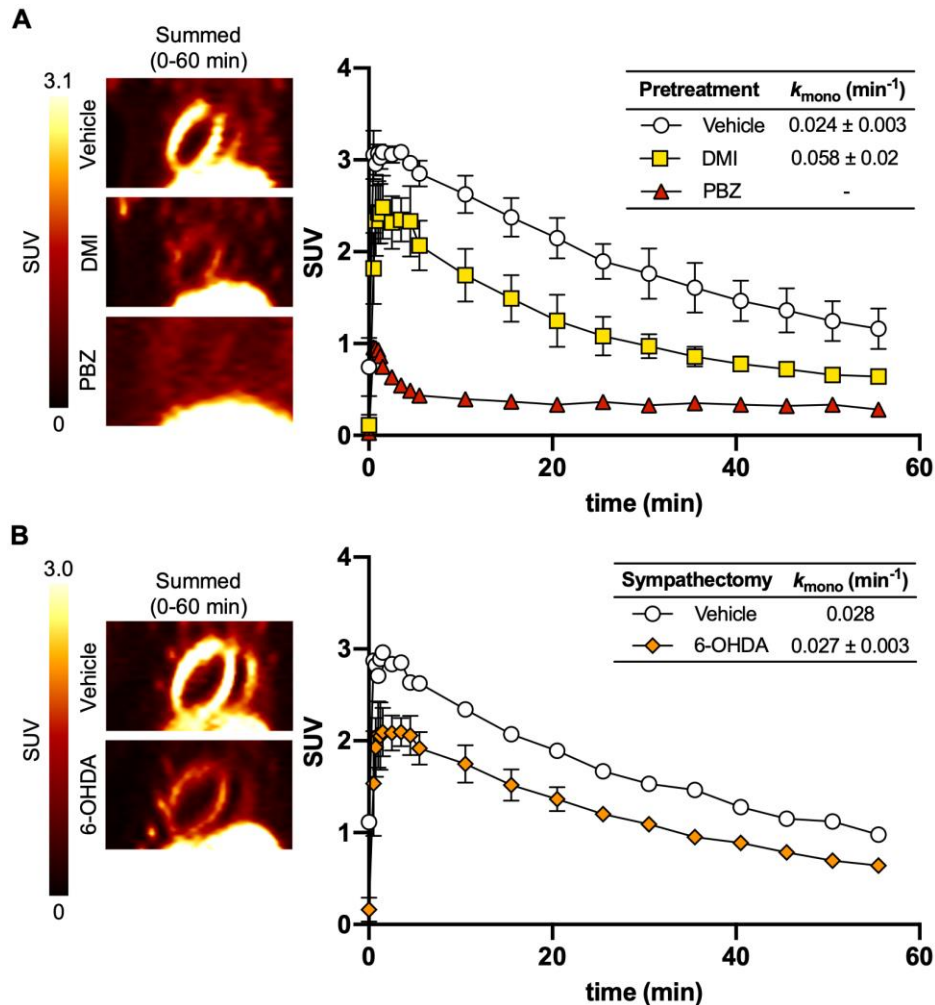 A
Summed
(0-60 min)
3.1
SUV
0
Vehicle
DMI
PBZ
4
3
2
1
0
SUV
0 20 40 60
time (min)
Pretreatment kmono (min-1)
Vehicle 0.024 ± 0.003
DMI 0.058 ± 0.02
PBZ -
B
Summed
(0-60 min)
3.0
SUV
0
Vehicle
6-OHDA
4
3
2
1
0
SUV
0 20 40 60
time (min)
Sympathectomy kmono (min-1)
Vehicle 0.028
6-OHDA 0.027 ± 0.003